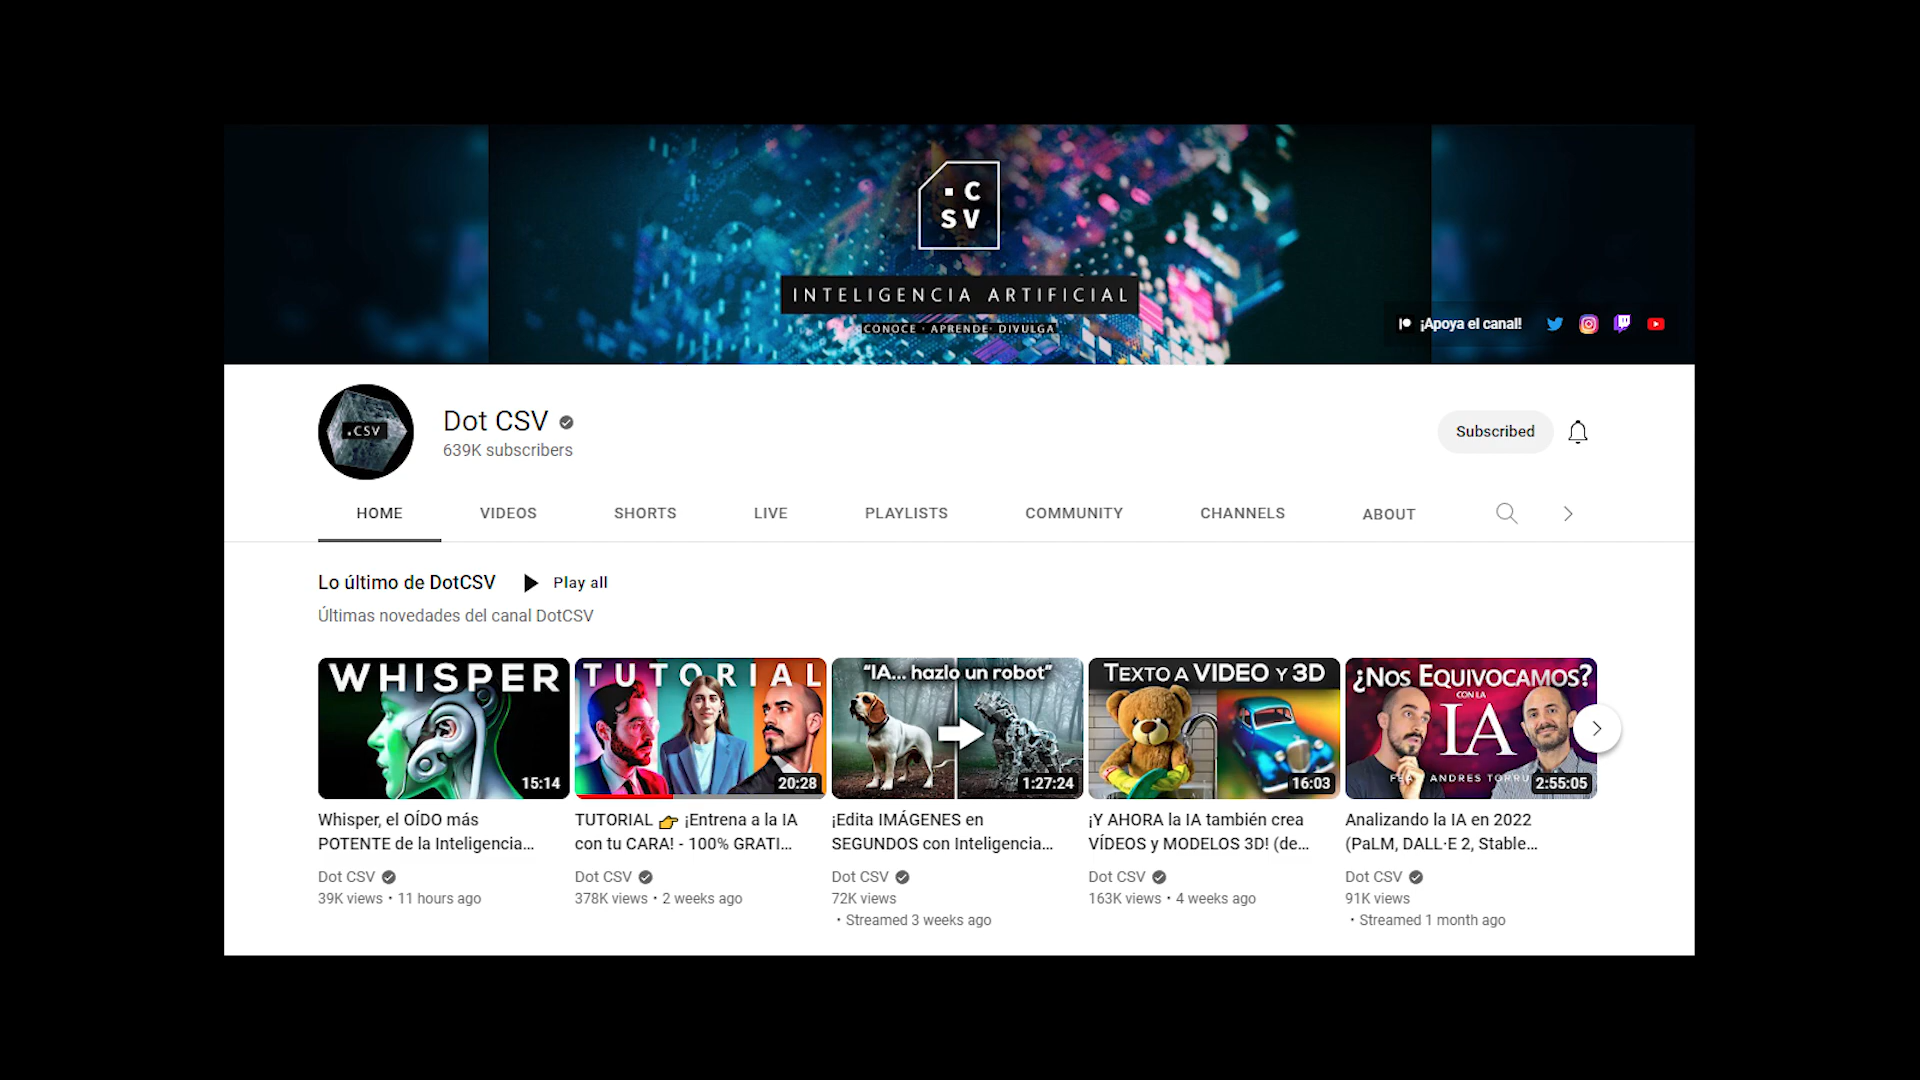 C
SV
INTELIGENCIA ARTIFICIAL
CONOCE · APRENDE · DIVULGA
¡Apoya el canal!
.CSV
Dot CSV
639K subscribers
Subscribed
HOME VIDEOS SHORTS LIVE PLAYLISTS COMMUNITY CHANNELS ABOUT
Lo último de DotCSV Play all
Últimas novedades del canal DotCSV
WHISPER
15:14
Whisper, el OÍDO más
POTENTE de la Inteligencia...
Dot CSV
39K views • 11 hours ago
TUTORIAL
20:28
TUTORIAL 👉 ¡Entrena a la IA
con tu CARA! - 100% GRATI...
Dot CSV
378K views • 2 weeks ago
“IA... hazlo un robot”
1:27:24
¡Edita IMÁGENES en
SEGUNDOS con Inteligencia...
Dot CSV
72K views
• Streamed 3 weeks ago
TEXTO A VIDEO Y 3D
16:03
¡Y AHORA la IA también crea
VÍDEOS y MODELOS 3D! (de...
Dot CSV
163K views • 4 weeks ago
¿NOS EQUIVOCAMOS?
CON LA
IA
ANDRES TORRU
2:55:05
Analizando la IA en 2022
(PaLM, DALL·E 2, Stable...
Dot CSV
91K views
• Streamed 1 month ago